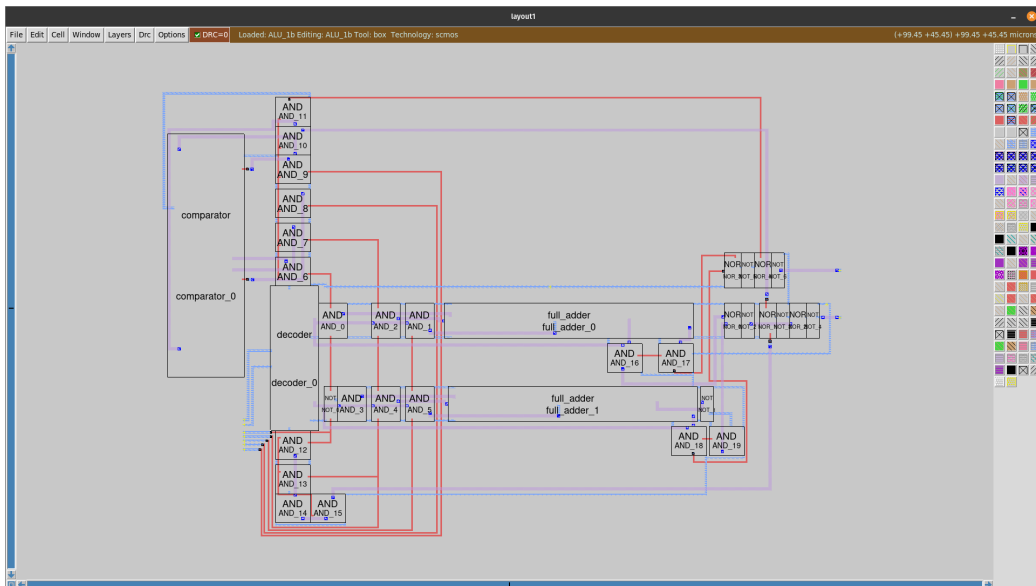 layout1
File Edit Cell Window Layers Drc Options DRC=0 Loaded: ALU_1b Editing: ALU_1b Tool: box Technology: scmos (+99.45 +45.45) +99.45 +45.45 microns
AND
AND_11
AND
AND_10
AND
AND_9
comparator
AND
AND_8
AND
AND_7
AND
AND_6
NOR NOT NOR NOT
comparator_0
decoder
AND
AND_0
AND
AND_2
AND
AND_1
full_adder
full_adder_0
NOR NOT NOR NOR NOT
AND
AND_16
AND
AND_17
decoder_0
NOT
AND
AND_3
AND
AND_4
AND
AND_5
full_adder
full_adder_1
NOT
AND
AND_12
AND
AND_18
AND
AND_19
AND
AND_13
AND
AND_14
AND
AND_15